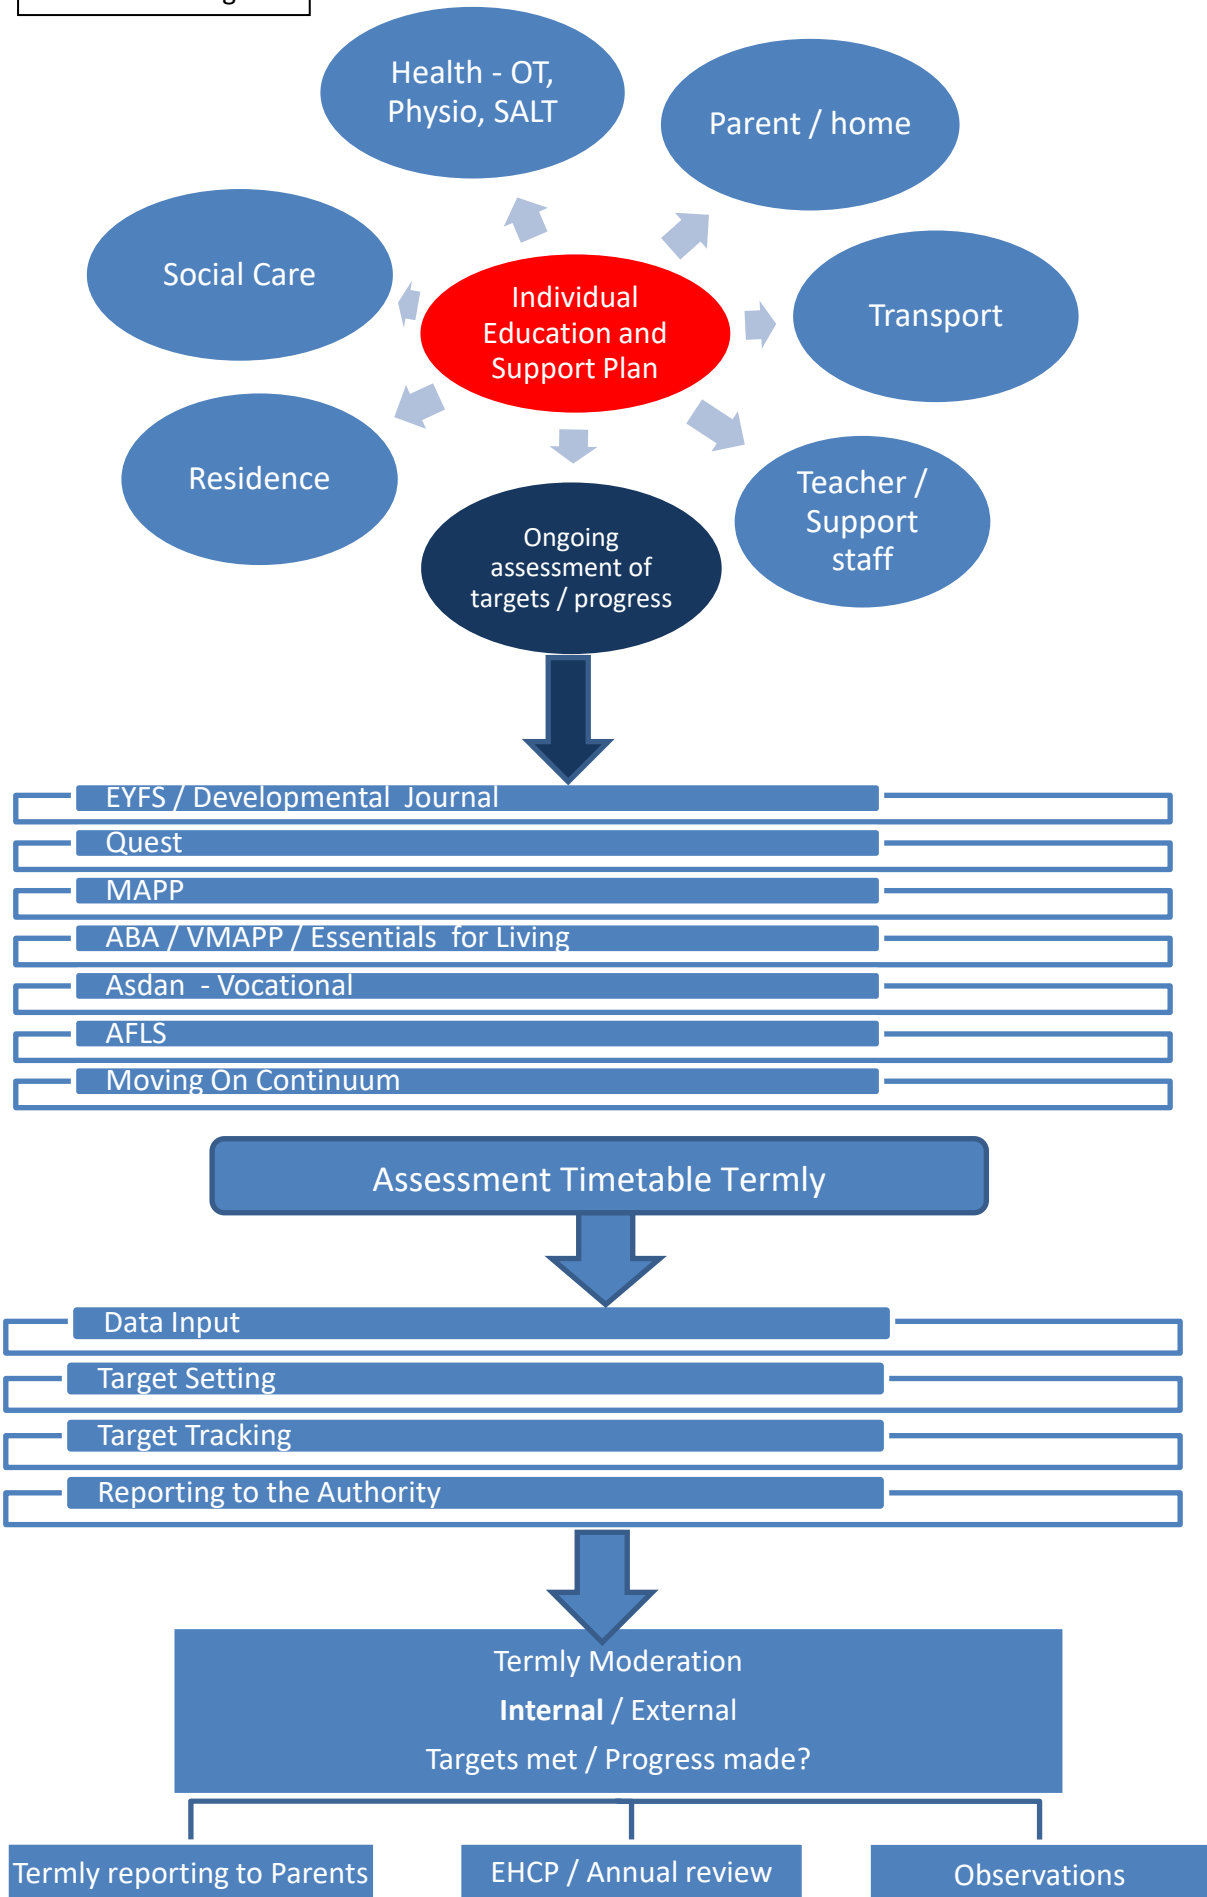 Health - OT,
Physio, SALT
Parent / home
Social Care
Individual
Education and
Support Plan
Transport
Residence
Teacher /
Support
staff
Ongoing
assessment of
targets / progress
EYFS / Developmental Journal
Quest
MAPP
ABA / VMAPP / Essentials for Living
Asdan - Vocational
AFLS
Moving On Continuum
Assessment Timetable Termly
Data Input
Target Setting
Target Tracking
Reporting to the Authority
Termly Moderation
Internal / External
Targets met / Progress made?
Termly reporting to Parents
EHCP / Annual review
Observations